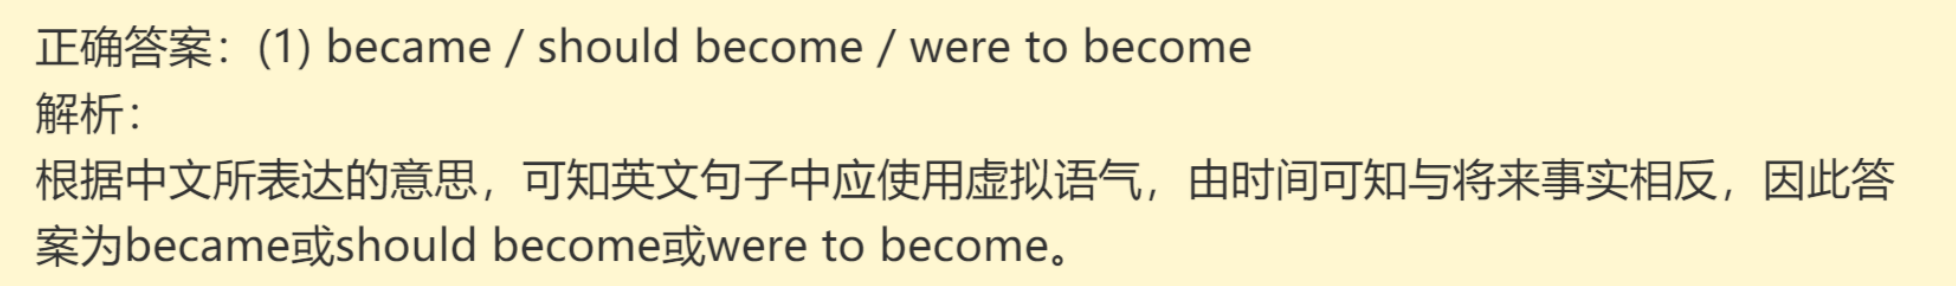 正确答案：(1) became / should become / were to become
解析：
根据中文所表达的意思，可知英文句子中应使用虚拟语气，由时间可知与将来事实相反，因此答
案为became或should become或were to become。